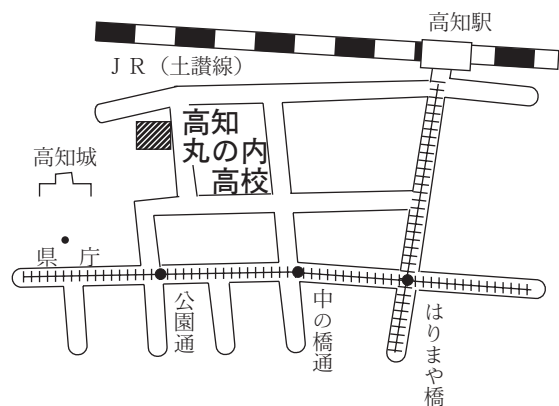 高知駅
ＪＲ（土讃線）
高知
丸の内
高校
高知城
県 庁
公園通
中の橋通
はりまや橋